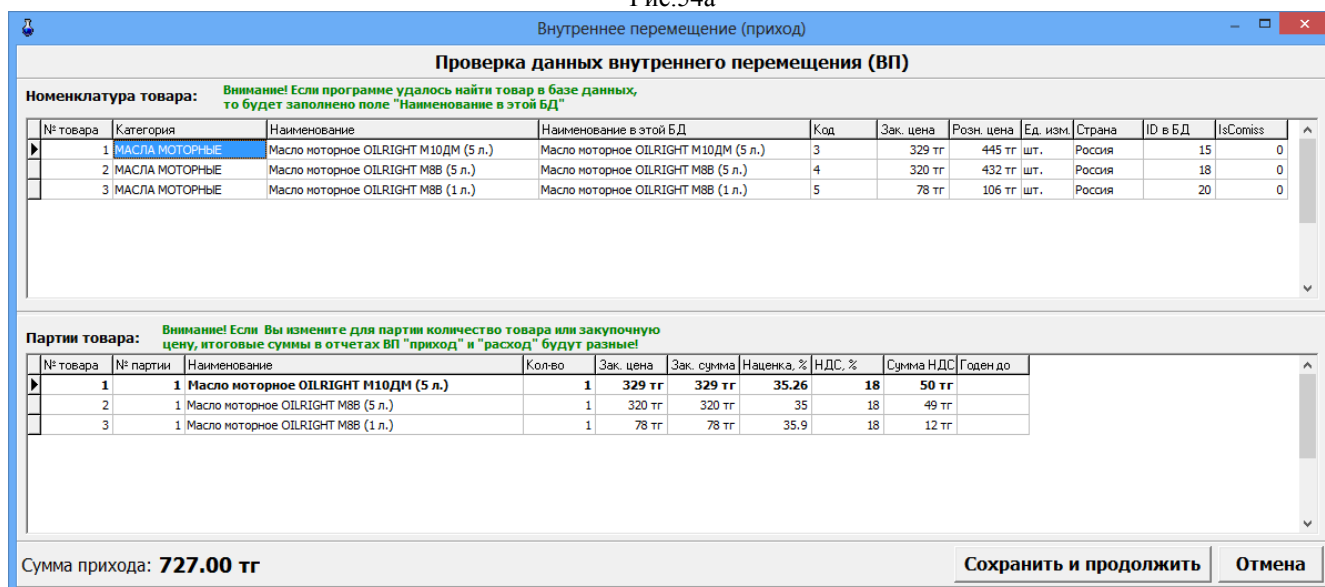 Рис.54а
Внутреннее перемещение (приход)
Проверка данных внутреннего перемещения (ВП)
Номенклатура товара: Внимание! Если программе удалось найти товар в базе данных,
то будет заполнено поле "Наименование в этой БД"
№ товара Категория Наименование Наименование в этой БД Код Зак. цена Розн. цена Ед. изм. Страна ID в БД IsComiss
1 МАСЛА МОТОРНЫЕ Масло моторное OILRIGHT М10ДМ (5 л.) Масло моторное OILRIGHT М10ДМ (5 л.) 3 329 тг 445 тг шт. Россия 15 0
2 МАСЛА МОТОРНЫЕ Масло моторное OILRIGHT М8В (5 л.) Масло моторное OILRIGHT М8В (5 л.) 4 320 тг 432 тг шт. Россия 18 0
3 МАСЛА МОТОРНЫЕ Масло моторное OILRIGHT М8В (1 л.) Масло моторное OILRIGHT М8В (1 л.) 5 78 тг 106 тг шт. Россия 20 0
Партии товара: Внимание! Если Вы измените для партии количество товара или закупочную
цену, итоговые суммы в отчетах ВП "приход" и "расход" будут разные!
№ товара № партии Наименование Кол-во Зак. цена Зак. сумма Наценка, % НДС, % Сумма НДС Годен до
1 1 Масло моторное OILRIGHT М10ДМ (5 л.) 1 329 тг 329 тг 35.26 18 50 тг
2 1 Масло моторное OILRIGHT М8В (5 л.) 1 320 тг 320 тг 35 18 49 тг
3 1 Масло моторное OILRIGHT М8В (1 л.) 1 78 тг 78 тг 35.9 18 12 тг
Сумма прихода: 727.00 тг Сохранить и продолжить Отмена